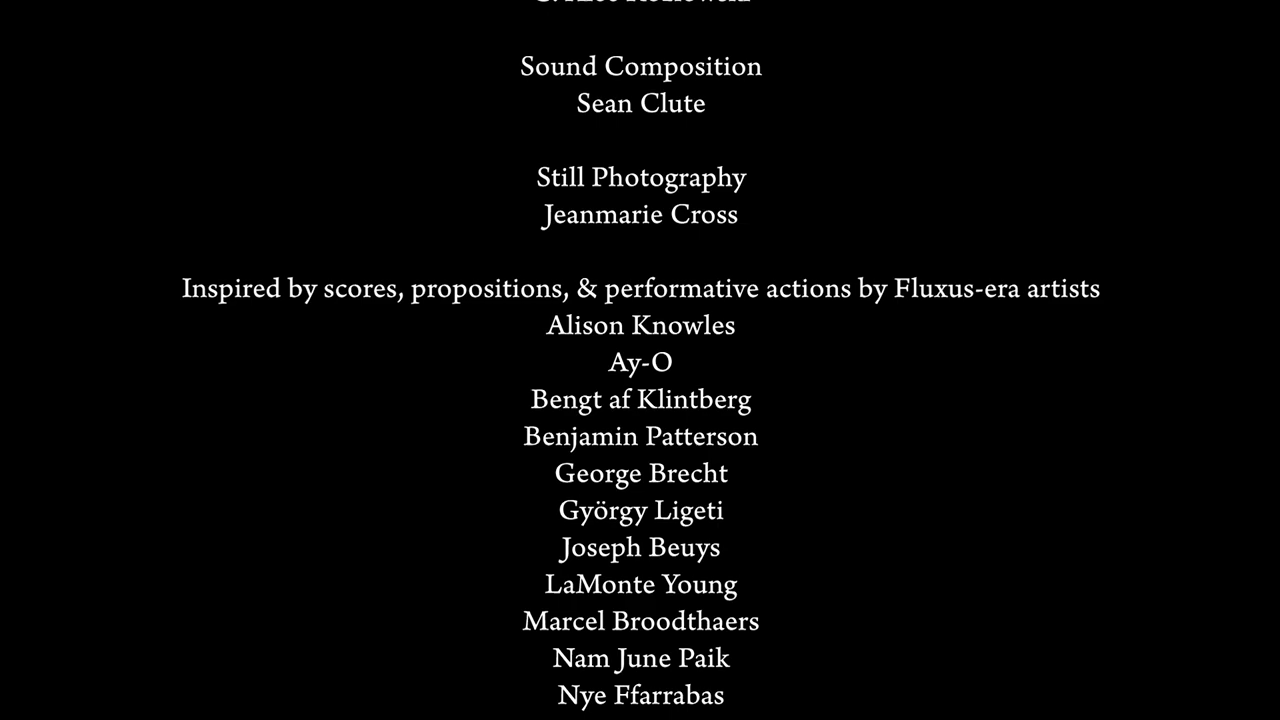 Sound Composition
Sean Clute
Still Photography
Jeanmarie Cross
Inspired by scores, propositions, & performative actions by Fluxus-era artists
Alison Knowles
Ay-O
Bengt af Klintberg
Benjamin Patterson
George Brecht
György Ligeti
Joseph Beuys
LaMonte Young
Marcel Broodthaers
Nam June Paik
Nye Ffarrabas